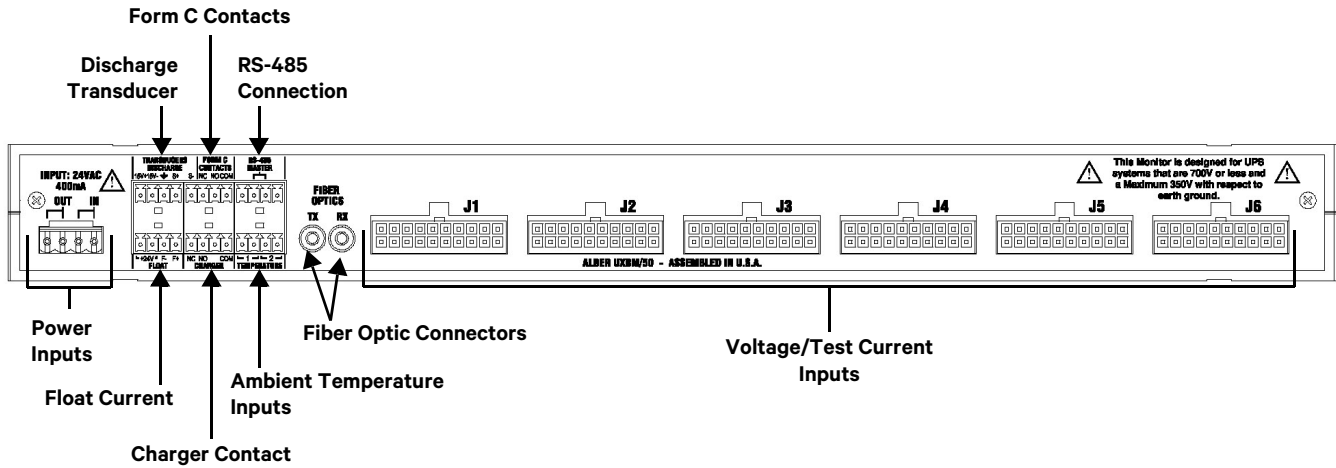 Form C Contacts
Discharge
Transducer
RS-485
Connection
TRANSDUCERS
DISCHARGE
FORM C
CONTACTS
RS-485
MASTER
S+
S- NC NO COM
INPUT: 24VAC
400mA
OUT IN
FIBER
OPTICS
TX RX
J1
J2
J3
J4
J5
J6
This Monitor is designed for UPS
systems that are 700V or less and
a Maximum 350V with respect to
earth ground.
+24V F- F+
FLOAT
NC NO COM
CHARGER
1 2
TEMPERATURE
ALBER UXBM/50 - ASSEMBLED IN U.S.A.
Power
Inputs
Fiber Optic Connectors
Voltage/Test Current
Inputs
Float Current
Ambient Temperature
Inputs
Charger Contact